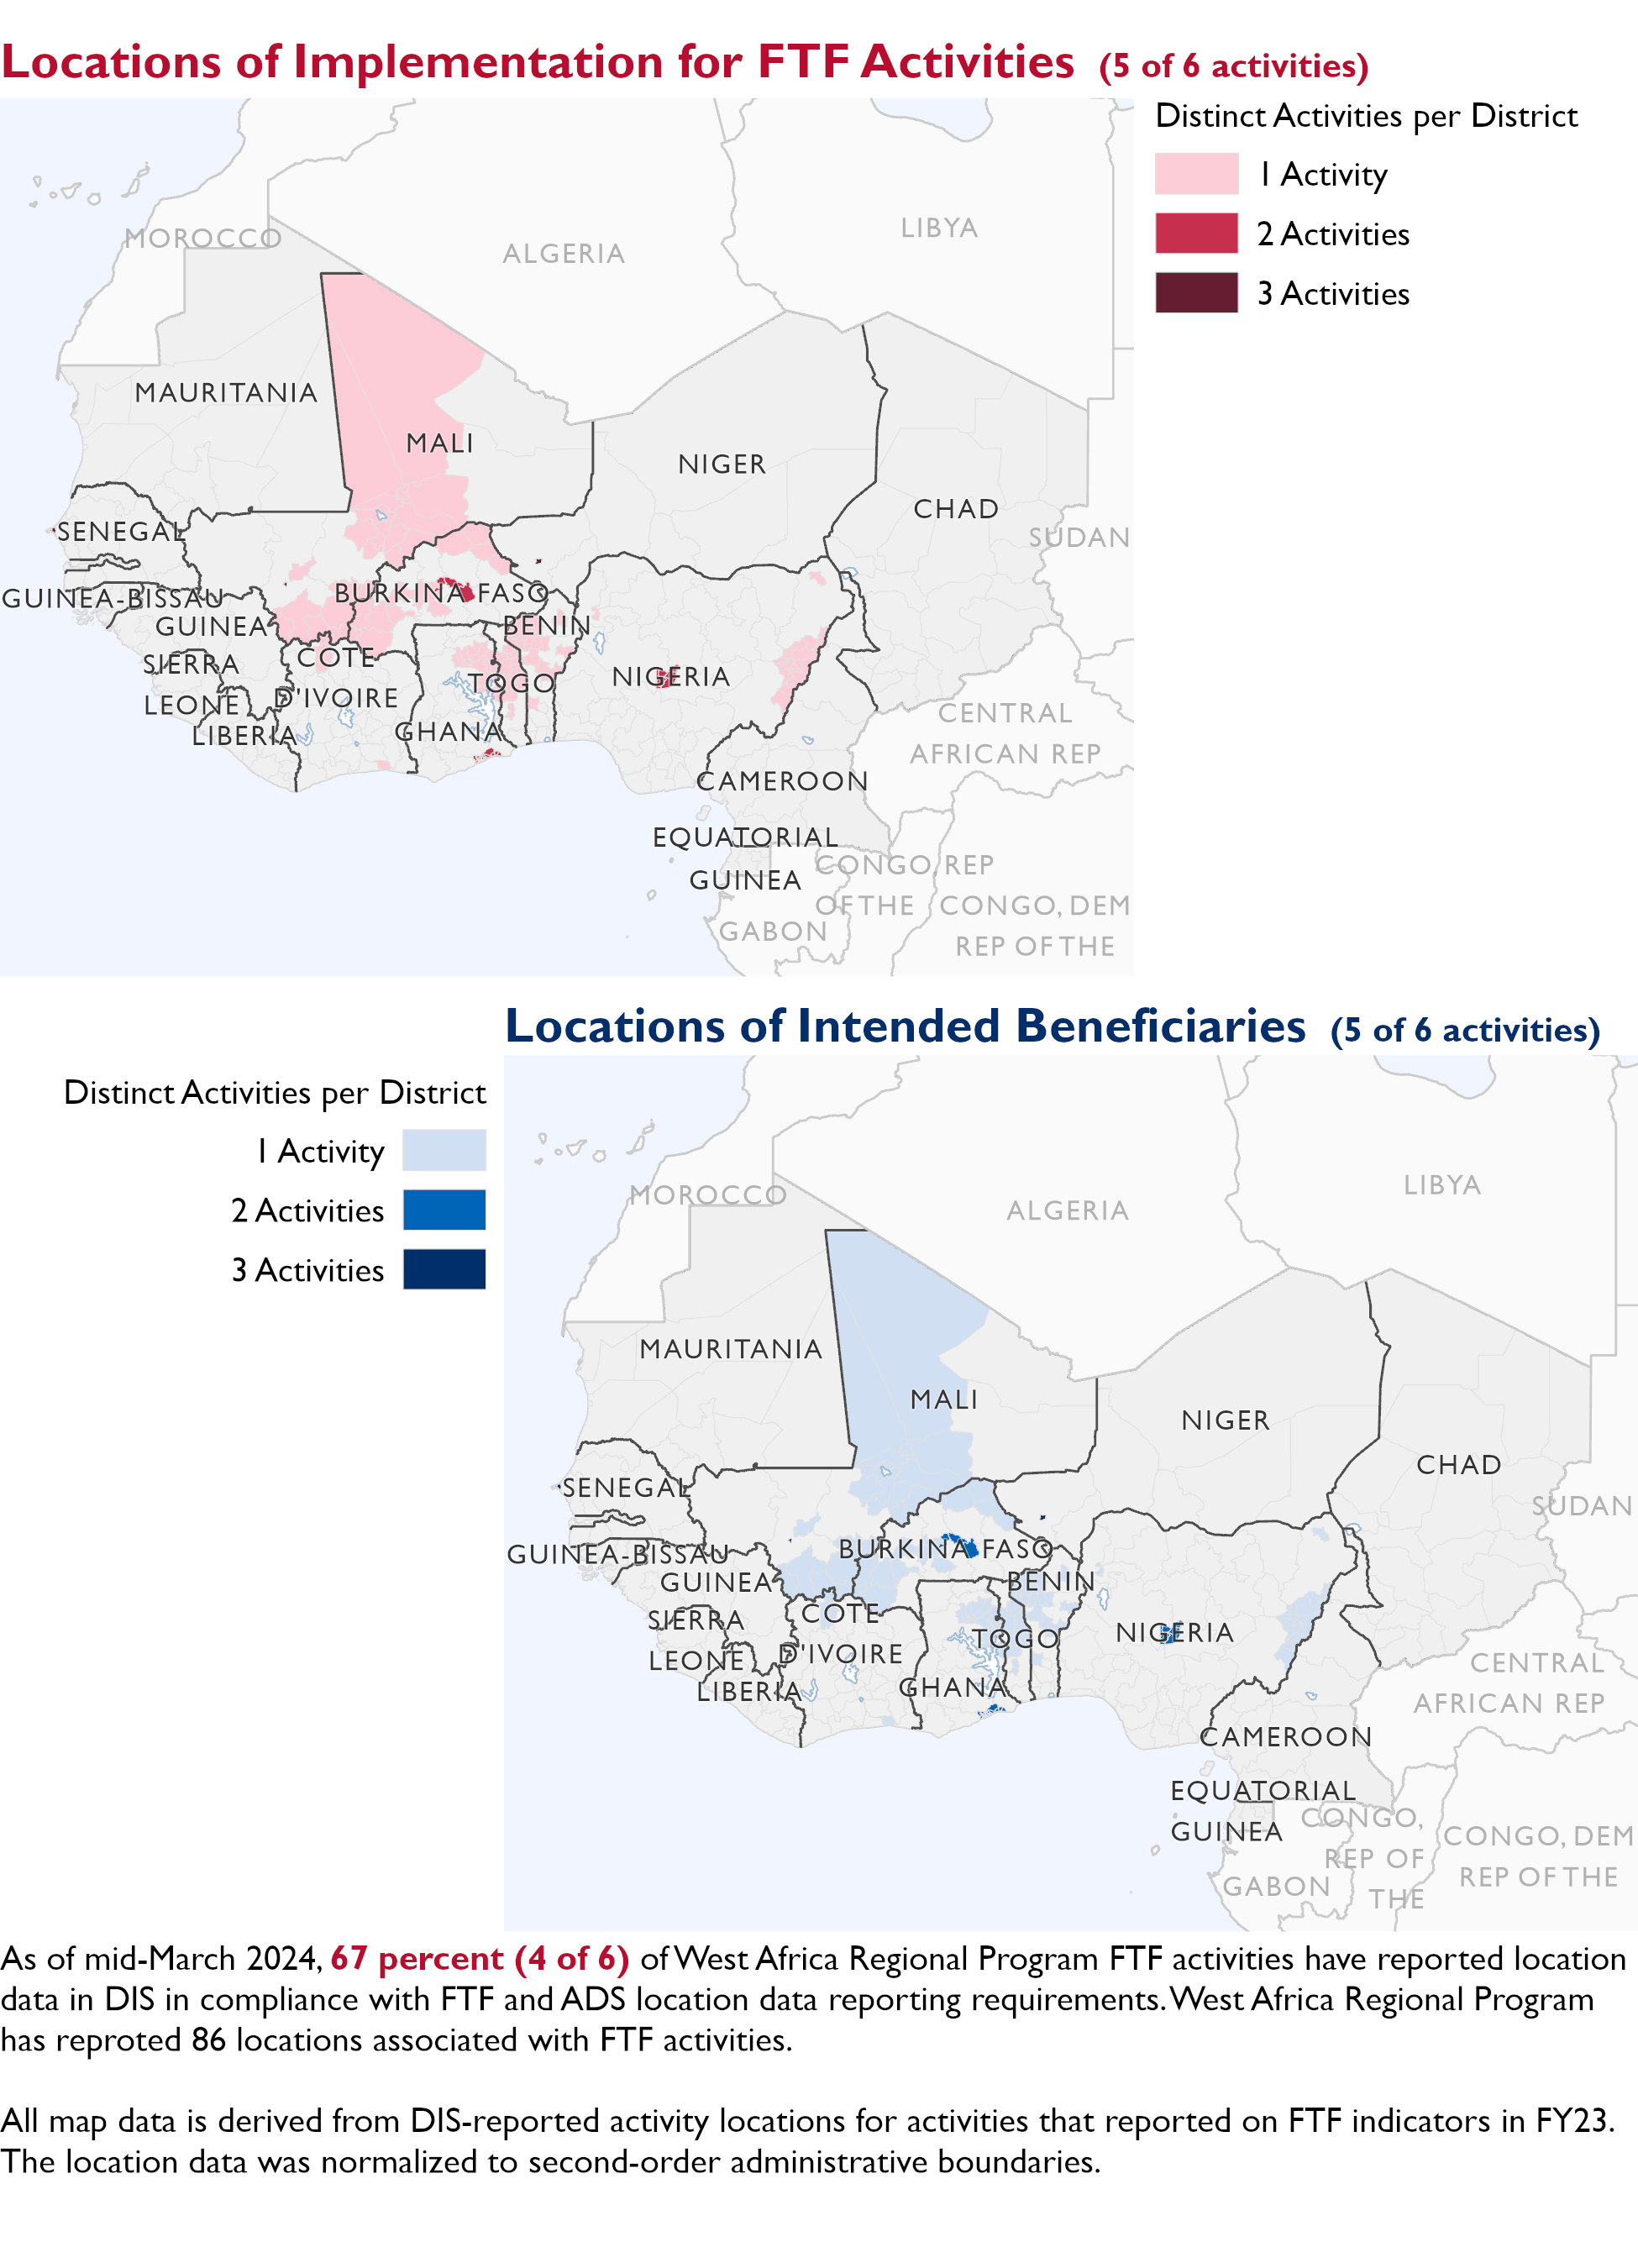 Locations of Implementation for FTF Activities (5 of 6 activities)
Distinct Activities per District
1 Activity
2 Activities
3 Activities
MOROCCO
ALGERIA
LIBYA
MAURITANIA
MALI
NIGER
CHAD
SUDAN
SENEGAL
GUINEA-BISSAU
GUINEA
BURKINA FASO
BENIN
SIERRA
LEONE
COTE
D'IVOIRE
LIBERIA
GHANA
TOGO
NIGERIA
CENTRAL
AFRICAN REP
CAMEROON
EQUATORIAL
GUINEA
CONGO, REP
OF THE
CONGO, DEM
REP OF THE
GABON
Locations of Intended Beneficiaries (5 of 6 activities)
Distinct Activities per District
1 Activity
2 Activities
3 Activities
MOROCCO
ALGERIA
LIBYA
MAURITANIA
MALI
NIGER
CHAD
SUDAN
SENEGAL
GUINEA-BISSAU
GUINEA
BURKINA FASO
BENIN
SIERRA
LEONE
COTE
D'IVOIRE
LIBERIA
GHANA
TOGO
NIGERIA
CENTRAL
AFRICAN REP
CAMEROON
EQUATORIAL
GUINEA
CONGO,
REP OF
THE
CONGO, DEM
REP OF THE
GABON
As of mid-March 2024, 67 percent (4 of 6) of West Africa Regional Program FTF activities have reported location
data in DIS in compliance with FTF and ADS location data reporting requirements. West Africa Regional Program
has reproted 86 locations associated with FTF activities.
All map data is derived from DIS-reported activity locations for activities that reported on FTF indicators in FY23.
The location data was normalized to second-order administrative boundaries.